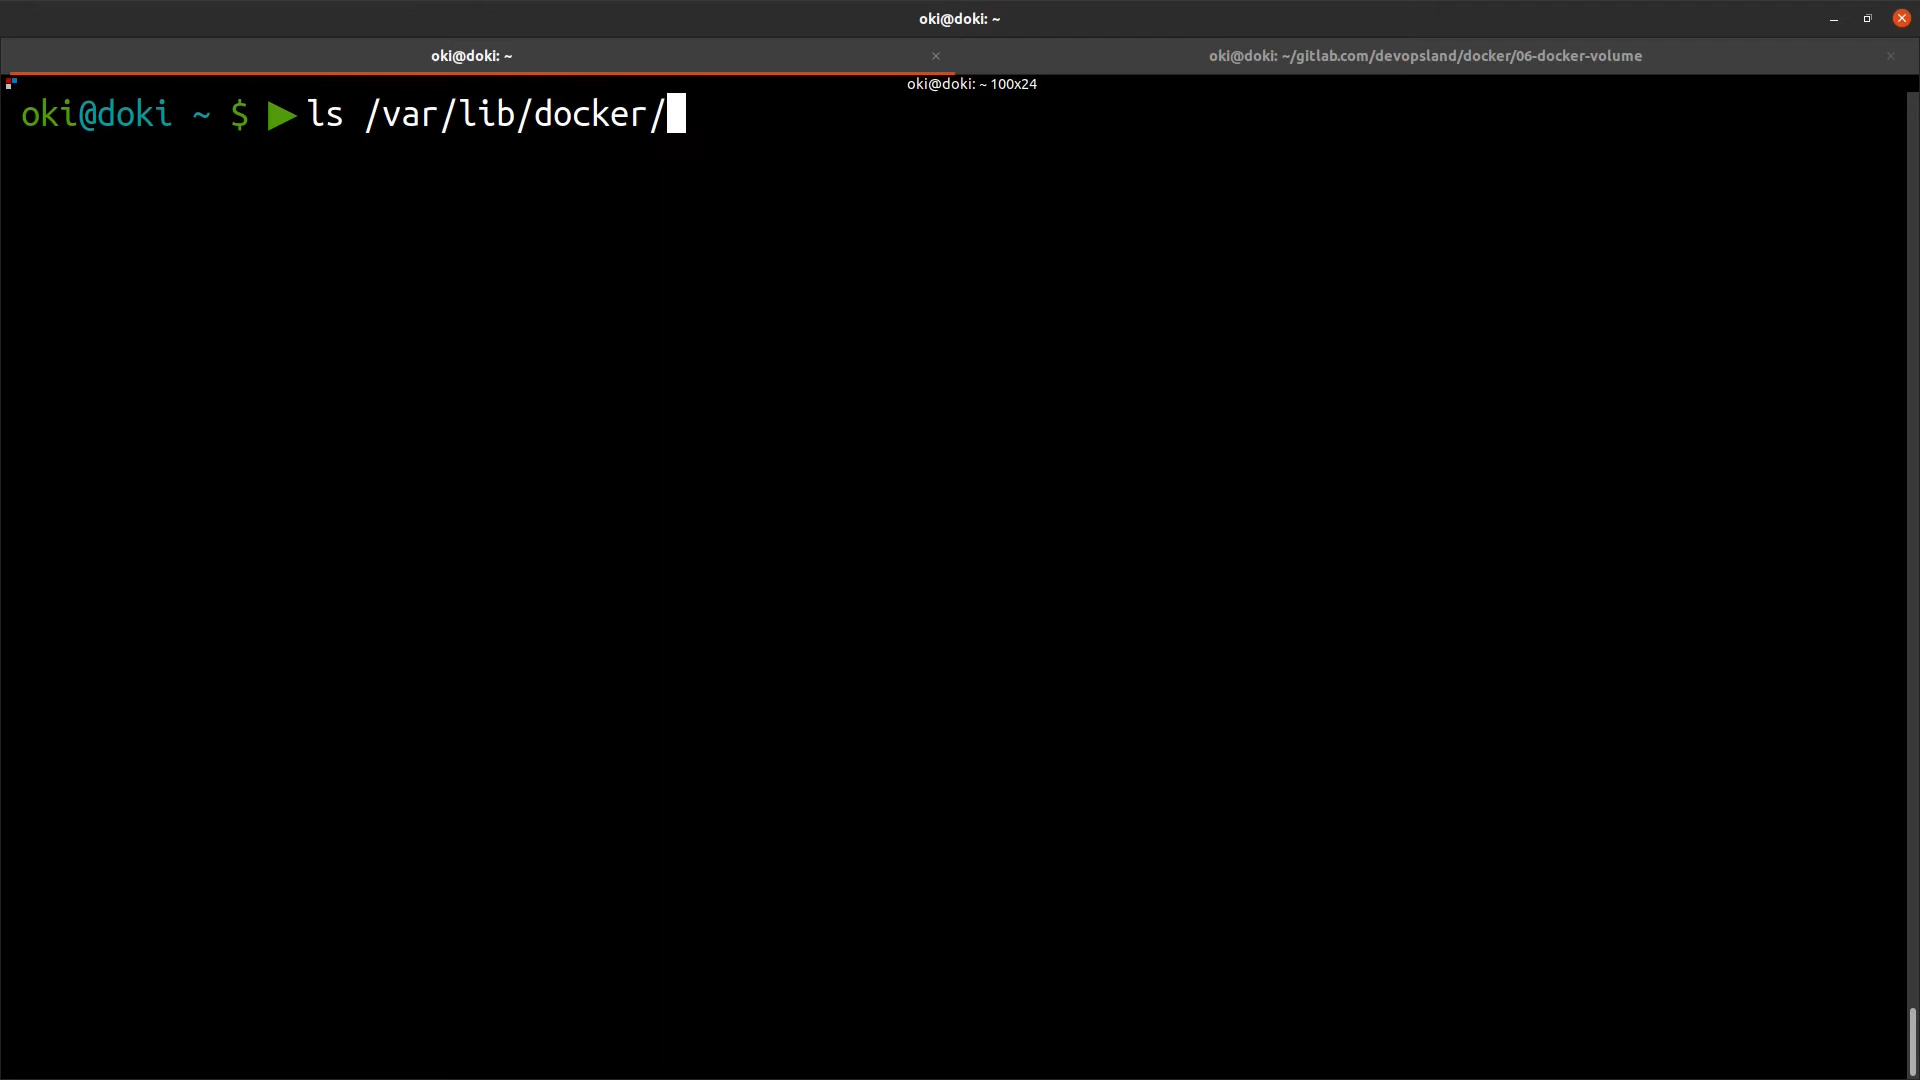 oki@doki: ~
oki@doki: ~ × oki@doki: ~/gitlab.com/devopsland/docker/06-docker-volume ×
oki@doki: ~ 100x24
oki@doki ~ $ ▶ ls /var/lib/docker/